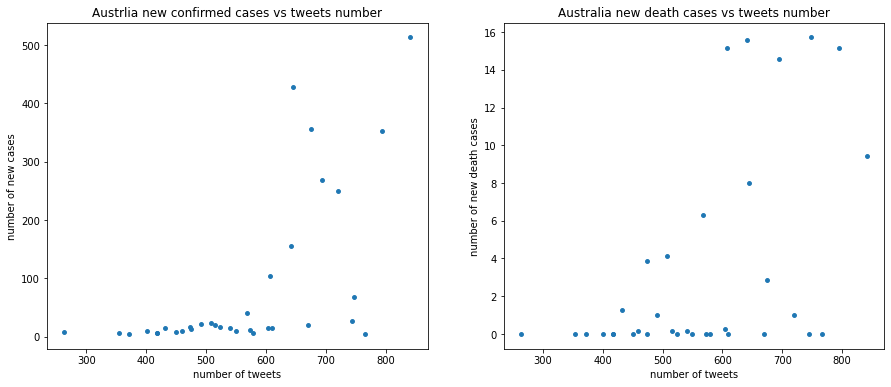 Austrlia new confirmed cases vs tweets number
number of new cases
500
400
300
200
100
0
300 400 500 600 700 800
number of tweets
Australia new death cases vs tweets number
number of new death cases
16
14
12
10
8
6
4
2
0
300 400 500 600 700 800
number of tweets